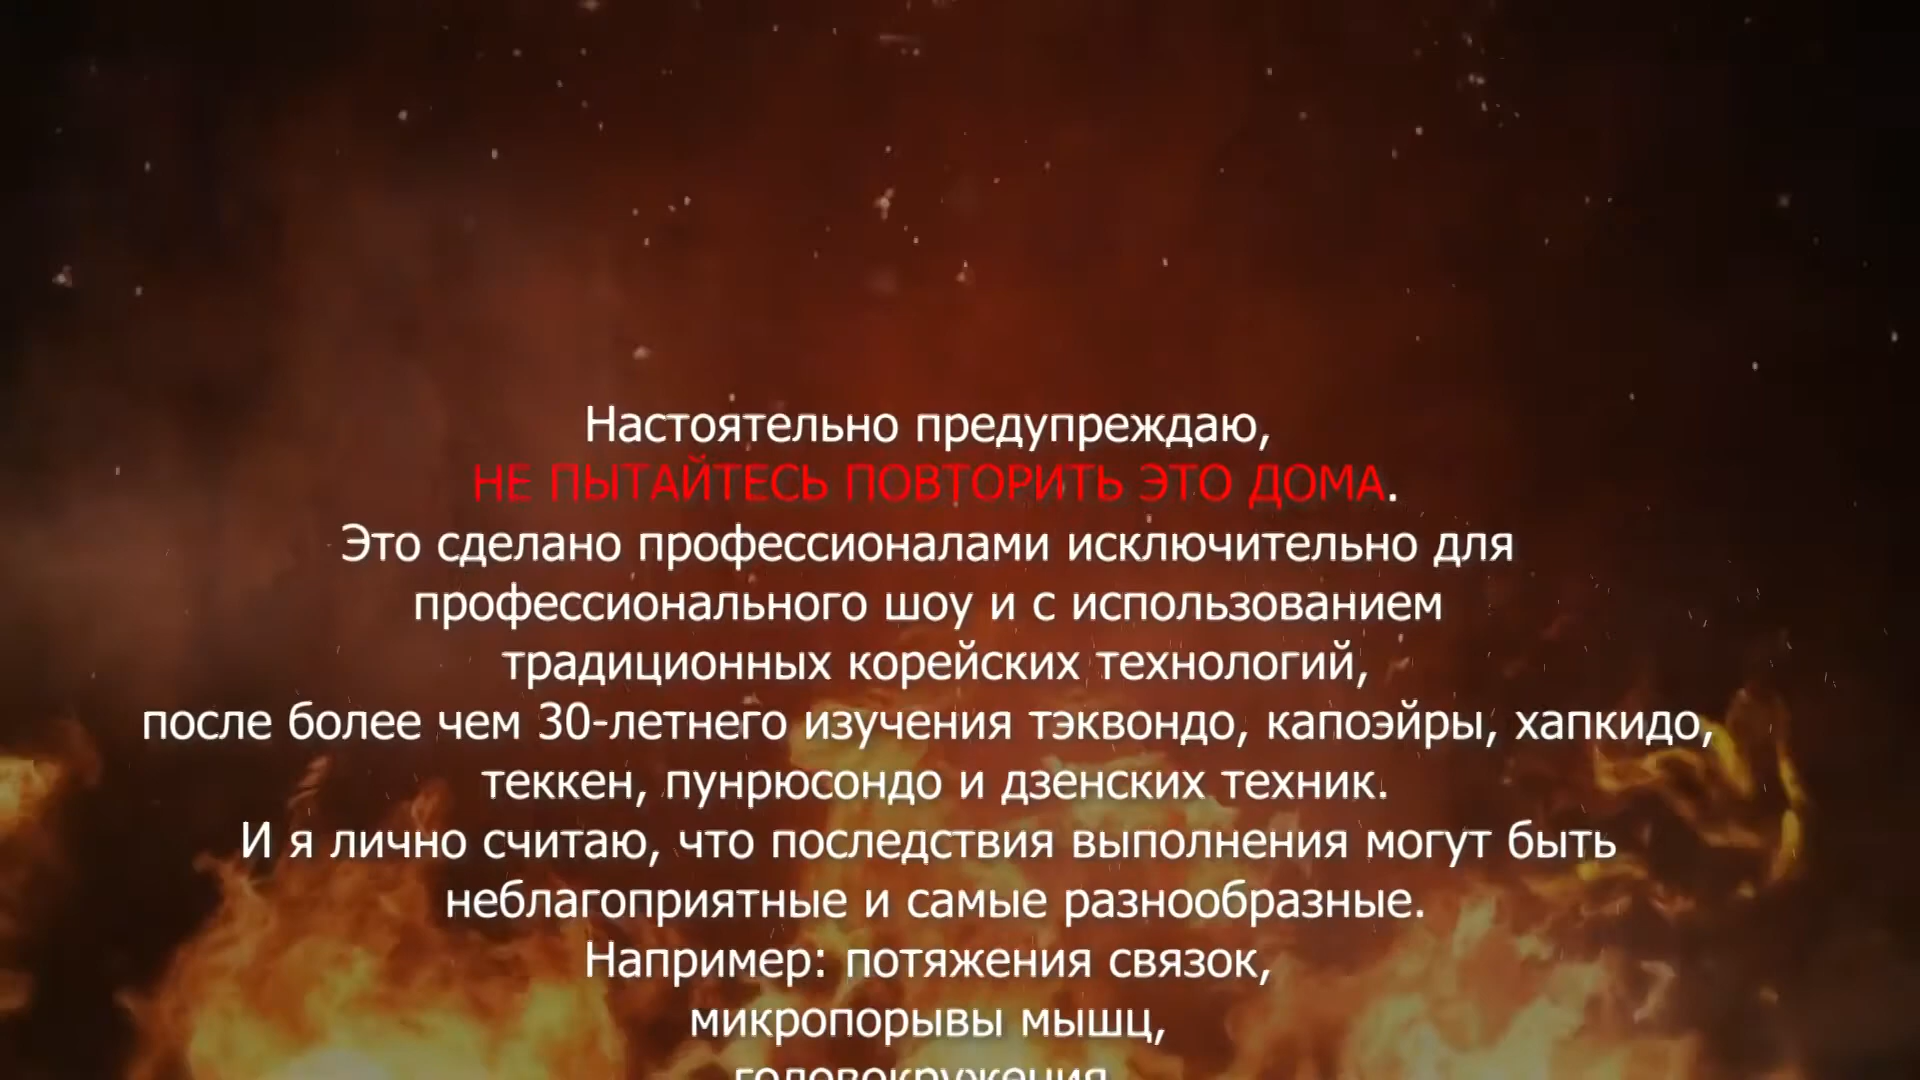 Настоятельно предупреждаю,
НЕ ПЫТАЙТЕСЬ ПОВТОРИТЬ ЭТО ДОМА.
Это сделано профессионалами исключительно для
профессионального шоу и с использованием
традиционных корейских технологий,
после более чем 30-летнего изучения тэквондо, капоэйры, хапкидо,
теккен, пунрюсондо и дзенских техник.
И я лично считаю, что последствия выполнения могут быть
неблагоприятные и самые разнообразные.
Например: потяжения связок,
микропорывы мышц,
головокружения